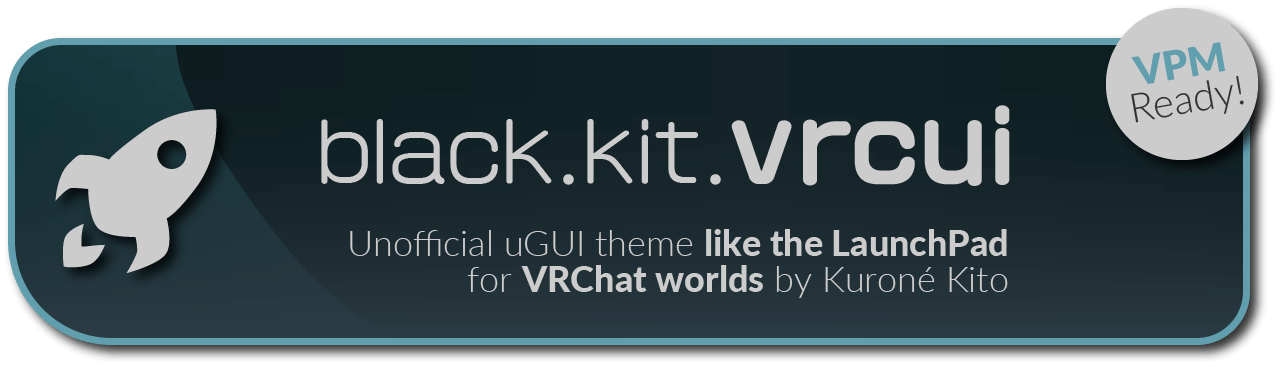 VPM
Ready!
black.kit.vrcui
Unofficial uGUI theme like the LaunchPad
for VRChat worlds by Kuroné Kito